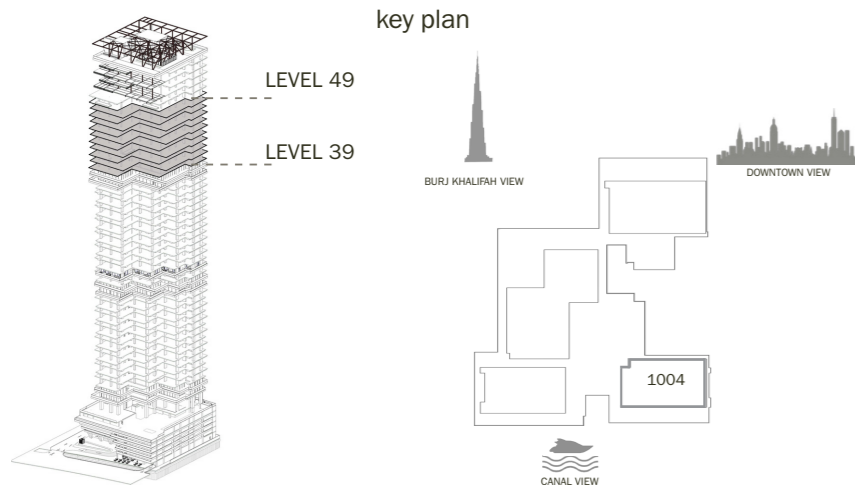 key plan
LEVEL 49
LEVEL 39
BURJ KHALIFAH VIEW
DOWNTOWN VIEW
1004
CANAL VIEW